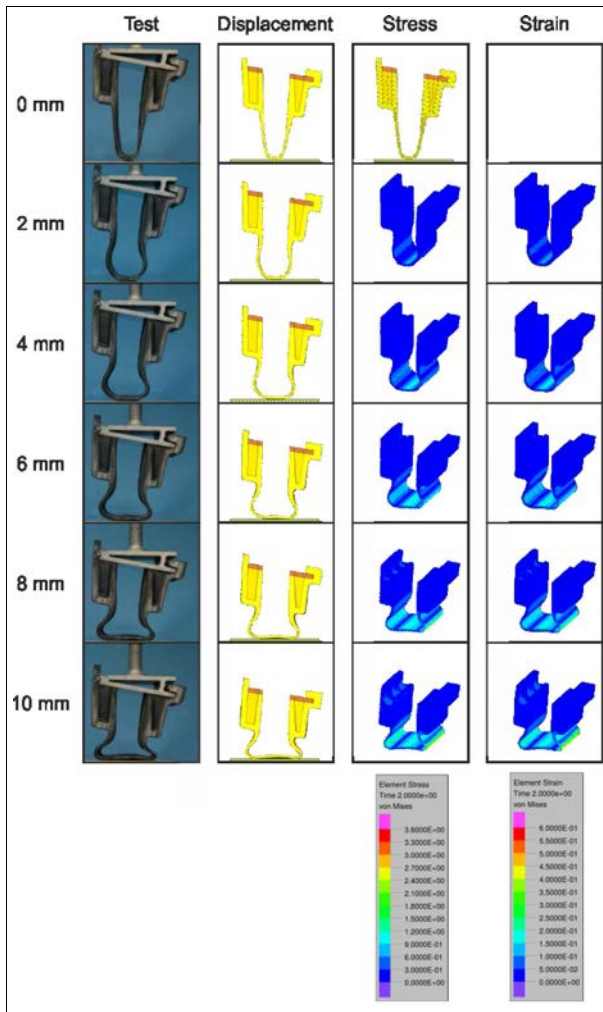 Test Displacement Stress Strain
0 mm
2 mm
4 mm
6 mm
8 mm
10 mm
Element Stress
Time 2.0000e+00
von Mises
3.6000E+00
3.3000E+00
3.0000E+00
2.7000E+00
2.4000E+00
2.1000E+00
1.8000E+00
1.5000E+00
1.2000E+00
9.0000E-01
6.0000E-01
3.0000E-01
0.0000E+00
Element Strain
Time 2.0000e+00
von Mises
6.0000E-01
5.5000E-01
5.0000E-01
4.5000E-01
4.0000E-01
3.5000E-01
3.0000E-01
2.5000E-01
2.0000E-01
1.5000E-01
1.0000E-01
5.0000E-02
0.0000E+00